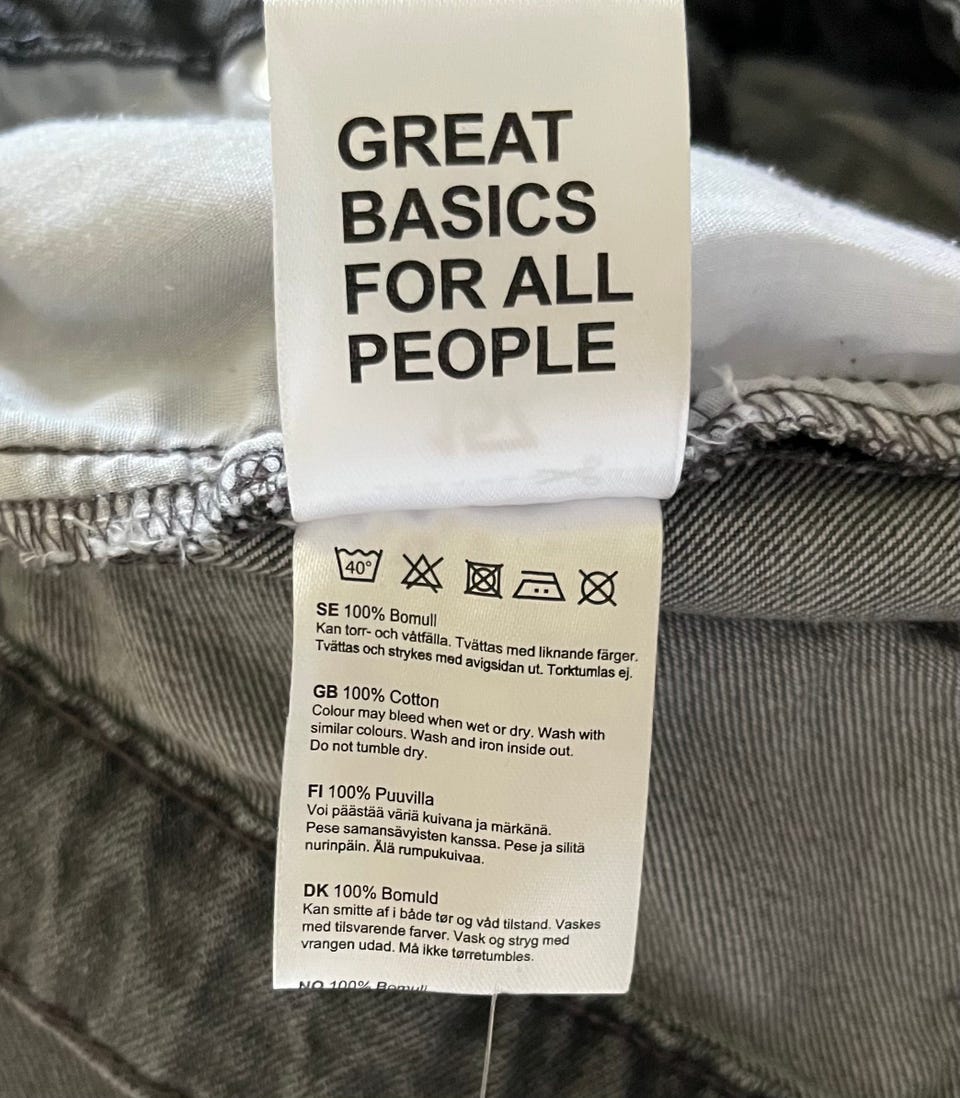 GREAT
BASICS
FOR ALL
PEOPLE
40°
SE 100% Bomull
Kan torr- och våtfälla. Tvättas med liknande färger.
Tvättas och strykes med avigsidan ut. Torktumlas ej.
GB 100% Cotton
Colour may bleed when wet or dry. Wash with
similar colours. Wash and iron inside out.
Do not tumble dry.
FI 100% Puuvilla
Voi päästää väriä kuivana ja märkänä.
Pese samansävyisten kanssa. Pese ja silitä
nurinpäin. Älä rumpukuivaa.
DK 100% Bomuld
Kan smitte af i både tør og våd tilstand. Vaskes
med tilsvarende farver. Vask og stryg med
vrangen udad. Må ikke tørretumbles.
NO 100% Bomull